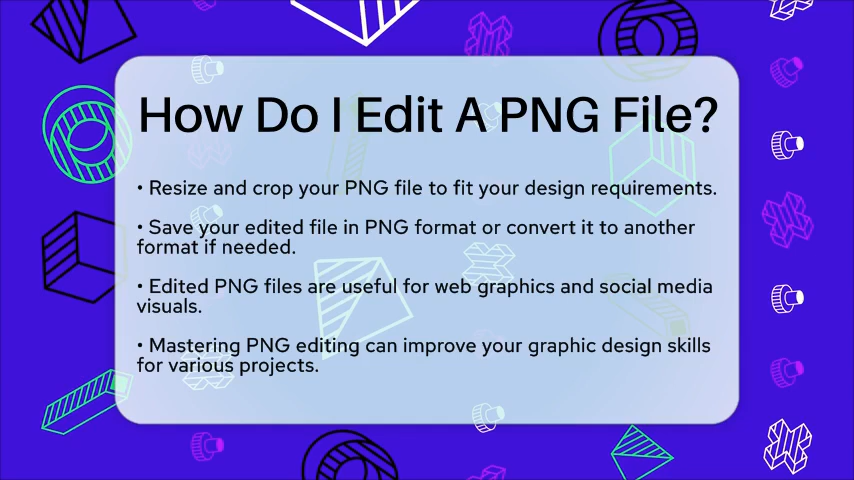 How Do I Edit A PNG File?
• Resize and crop your PNG file to fit your design requirements.
• Save your edited file in PNG format or convert it to another
format if needed.
• Edited PNG files are useful for web graphics and social media
visuals.
• Mastering PNG editing can improve your graphic design skills
for various projects.